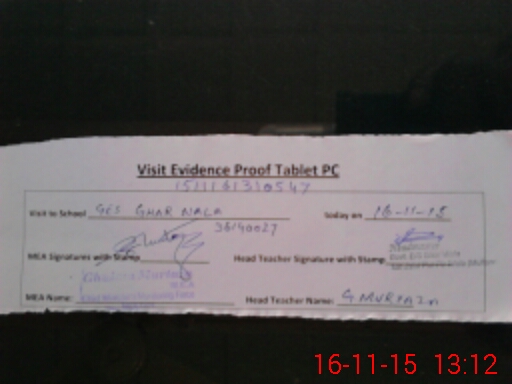 Visit Evidence Proof Tablet PC
1511161310547
Visit to School GES GHAR NALA today on 16-11-15
36140027
MEA Signatures with Stamp Head Teacher Signature with Stamp
M.E.A
MEA Name: Head Teacher Name: G MURTAZA
16-11-15 13:12